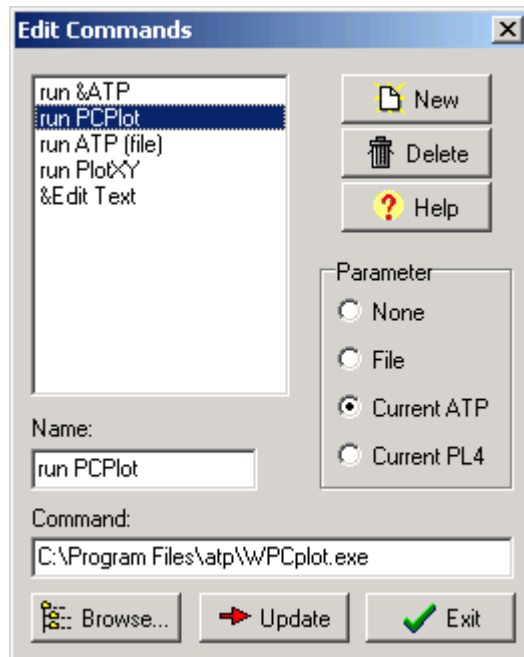 Edit Commands
run &ATP
run PCPlot
run ATP (file)
run PlotXY
&Edit Text
New
Delete
Help
Parameter
None
File
Current ATP
Current PL4
Name:
run PCPlot
Command:
C:\Program Files\atp\WPCplot.exe
Browse...
Update
Exit